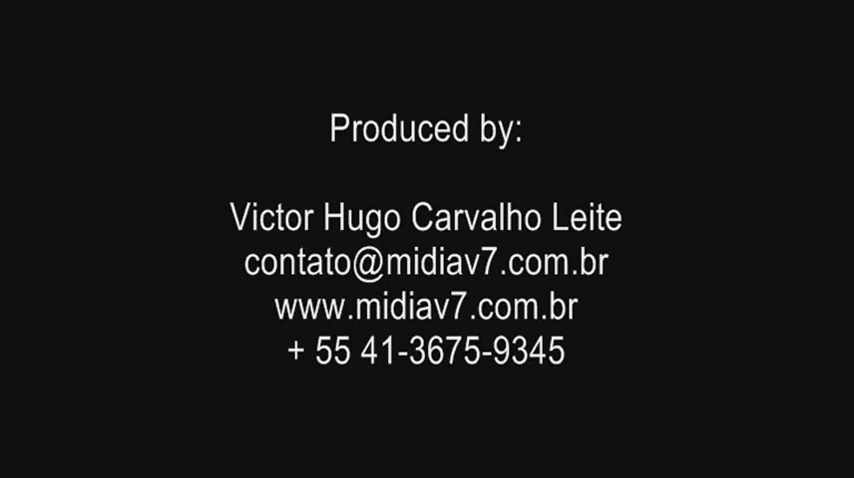 Produced by:
Victor Hugo Carvalho Leite
contato@midiav7.com.br
www.midiav7.com.br
+ 55 41-3675-9345